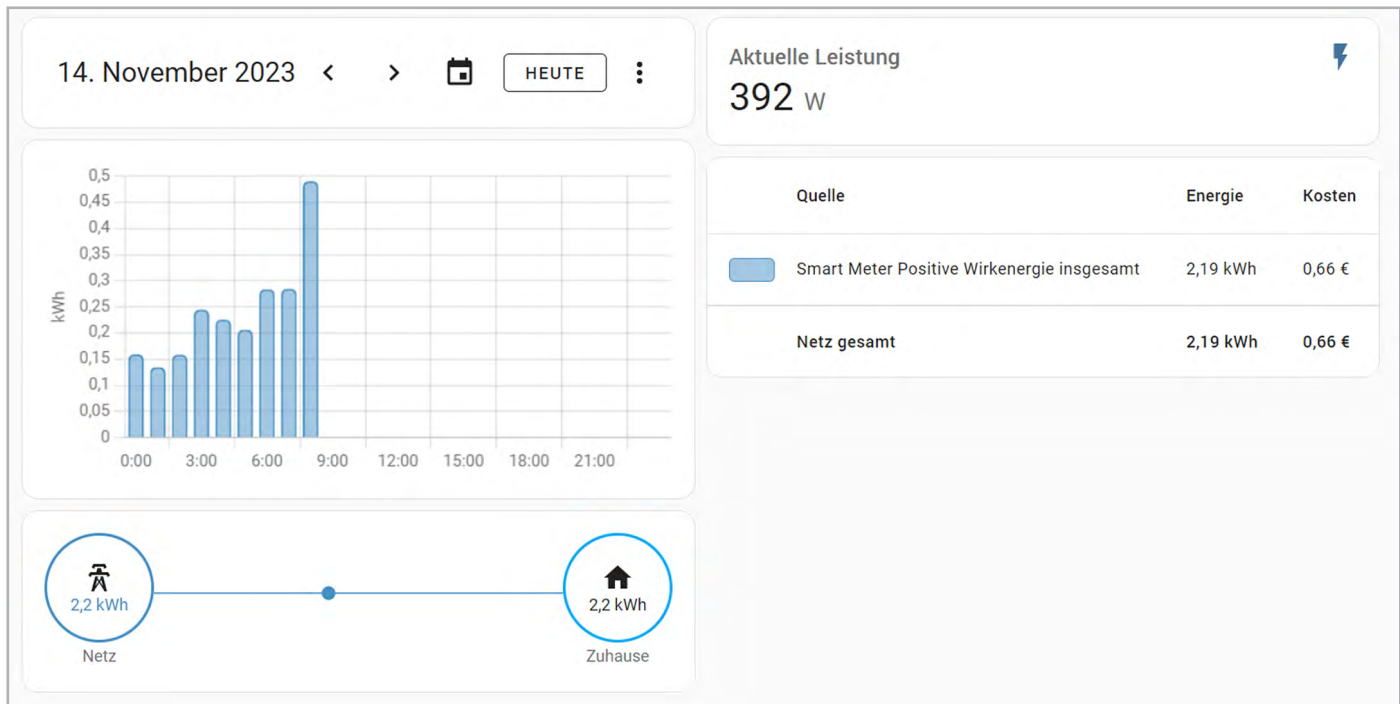 14. November 2023
HEUTE
Aktuelle Leistung
392 W
kWh
0,5
0,45
0,4
0,35
0,3
0,25
0,2
0,15
0,1
0,05
0
0:00 3:00 6:00 9:00 12:00 15:00 18:00 21:00
Quelle Energie Kosten
Smart Meter Positive Wirkenergie insgesamt 2,19 kWh 0,66 €
Netz gesamt 2,19 kWh 0,66 €
2,2 kWh
Netz
2,2 kWh
Zuhause